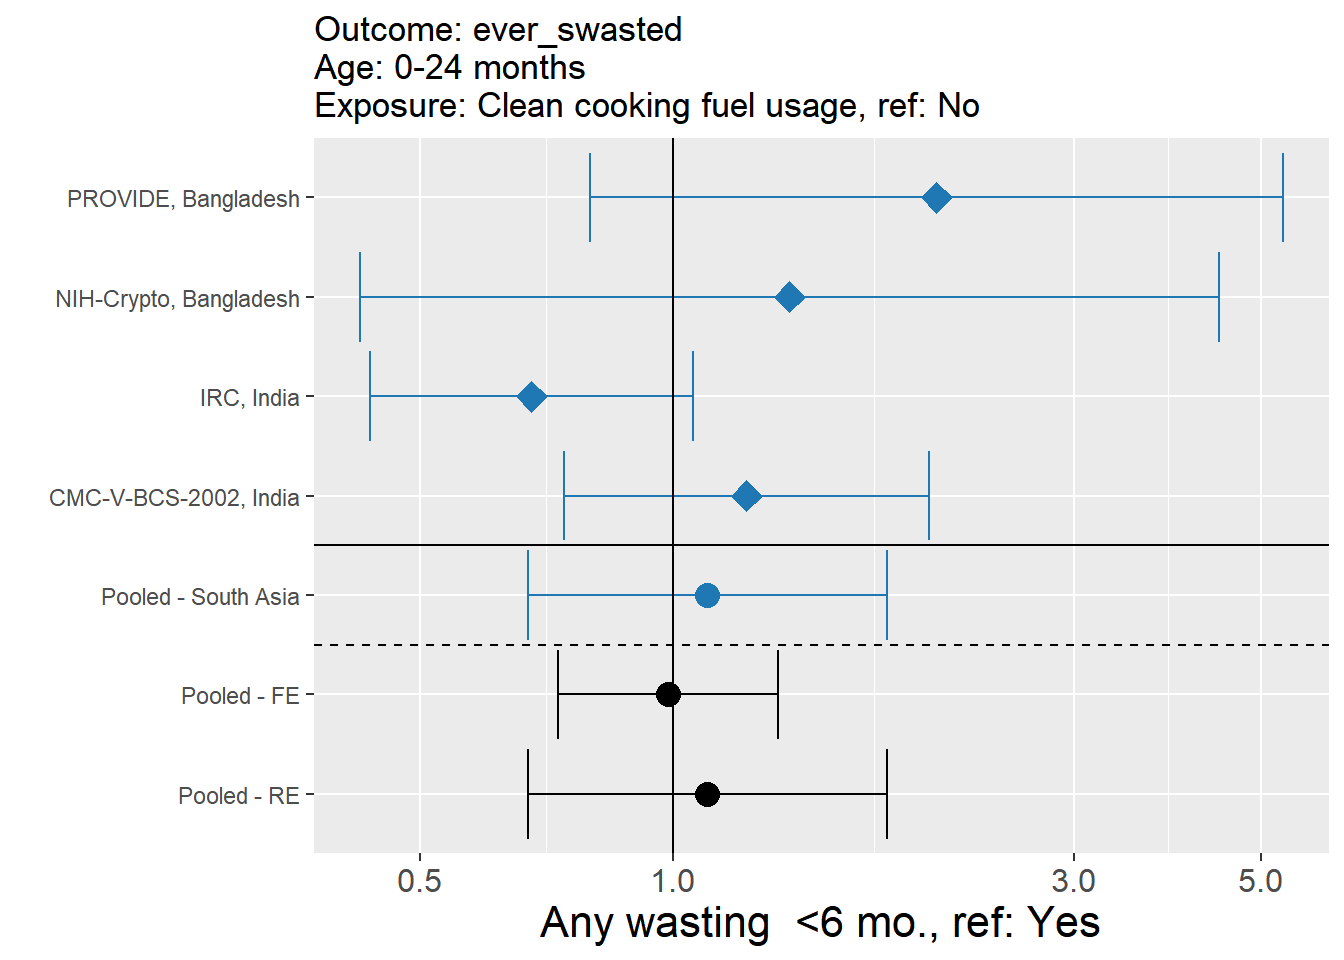 Outcome: ever_swasted
Age: 0-24 months
Exposure: Clean cooking fuel usage, ref: No
PROVIDE, Bangladesh
NIH-Crypto, Bangladesh
IRC, India
CMC-V-BCS-2002, India
Pooled - South Asia
Pooled - FE
Pooled - RE
0.5 1.0 3.0 5.0
Any wasting  <6 mo., ref: Yes